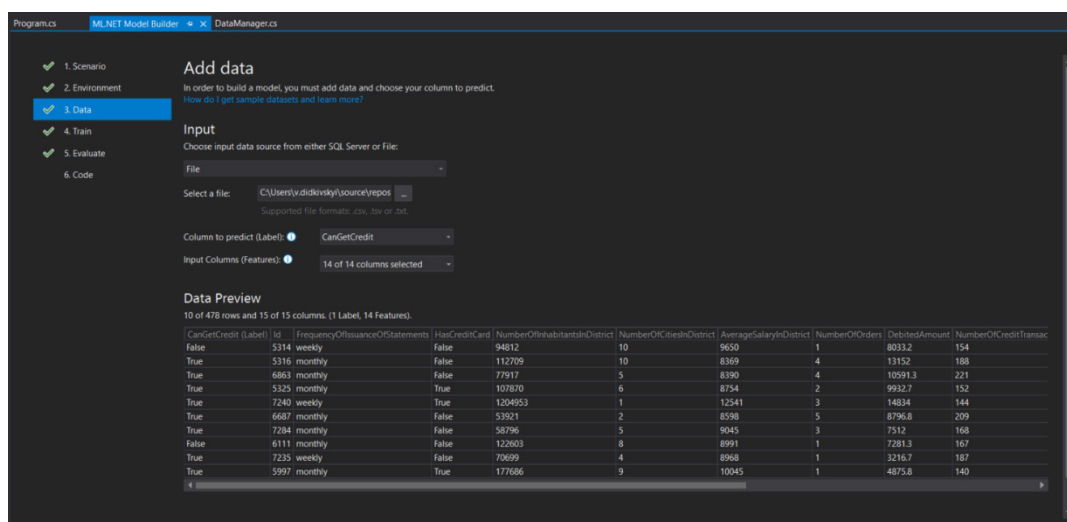 Program.cs ML.NET Model Builder DataManager.cs
1. Scenario
2. Environment
3. Data
4. Train
5. Evaluate
6. Code
Add data
In order to build a model, you must add data and choose your column to predict.
How do I get sample datasets and learn more?
Input
Choose input data source from either SQL Server or File:
File
Select a file: C:\Users\v.didkivskyi\source\repos ...
Supported file formats: .csv, .tsv or .txt.
Column to predict (Label): CanGetCredit
Input Columns (Features): 14 of 14 columns selected
Data Preview
10 of 478 rows and 15 of 15 columns. (1 Label, 14 Features).
CanGetCredit (Label) Id FrequencyOfIssuanceOfStatements HasCreditCard NumberOfInhabitantsInDistrict NumberOfCitiesInDistrict AverageSalaryInDistrict NumberOfOrders DebitedAmount NumberOfCreditTransac
False 5314 weekly False 94812 10 9650 1 8033.2 154
True 5316 monthly False 112709 10 8369 4 13152 188
True 6863 monthly False 77917 5 8390 4 10591.3 221
True 5325 monthly True 107870 6 8754 2 9932.7 152
True 7240 weekly True 1204953 1 12541 3 14834 144
True 6687 monthly False 53921 2 8598 5 8796.8 209
True 7284 monthly False 58796 5 9045 3 7512 168
False 6111 monthly False 122603 8 8991 1 7281.3 167
True 7235 weekly False 70699 4 8968 1 3216.7 187
True 5997 monthly True 177686 9 10045 1 4875.8 140